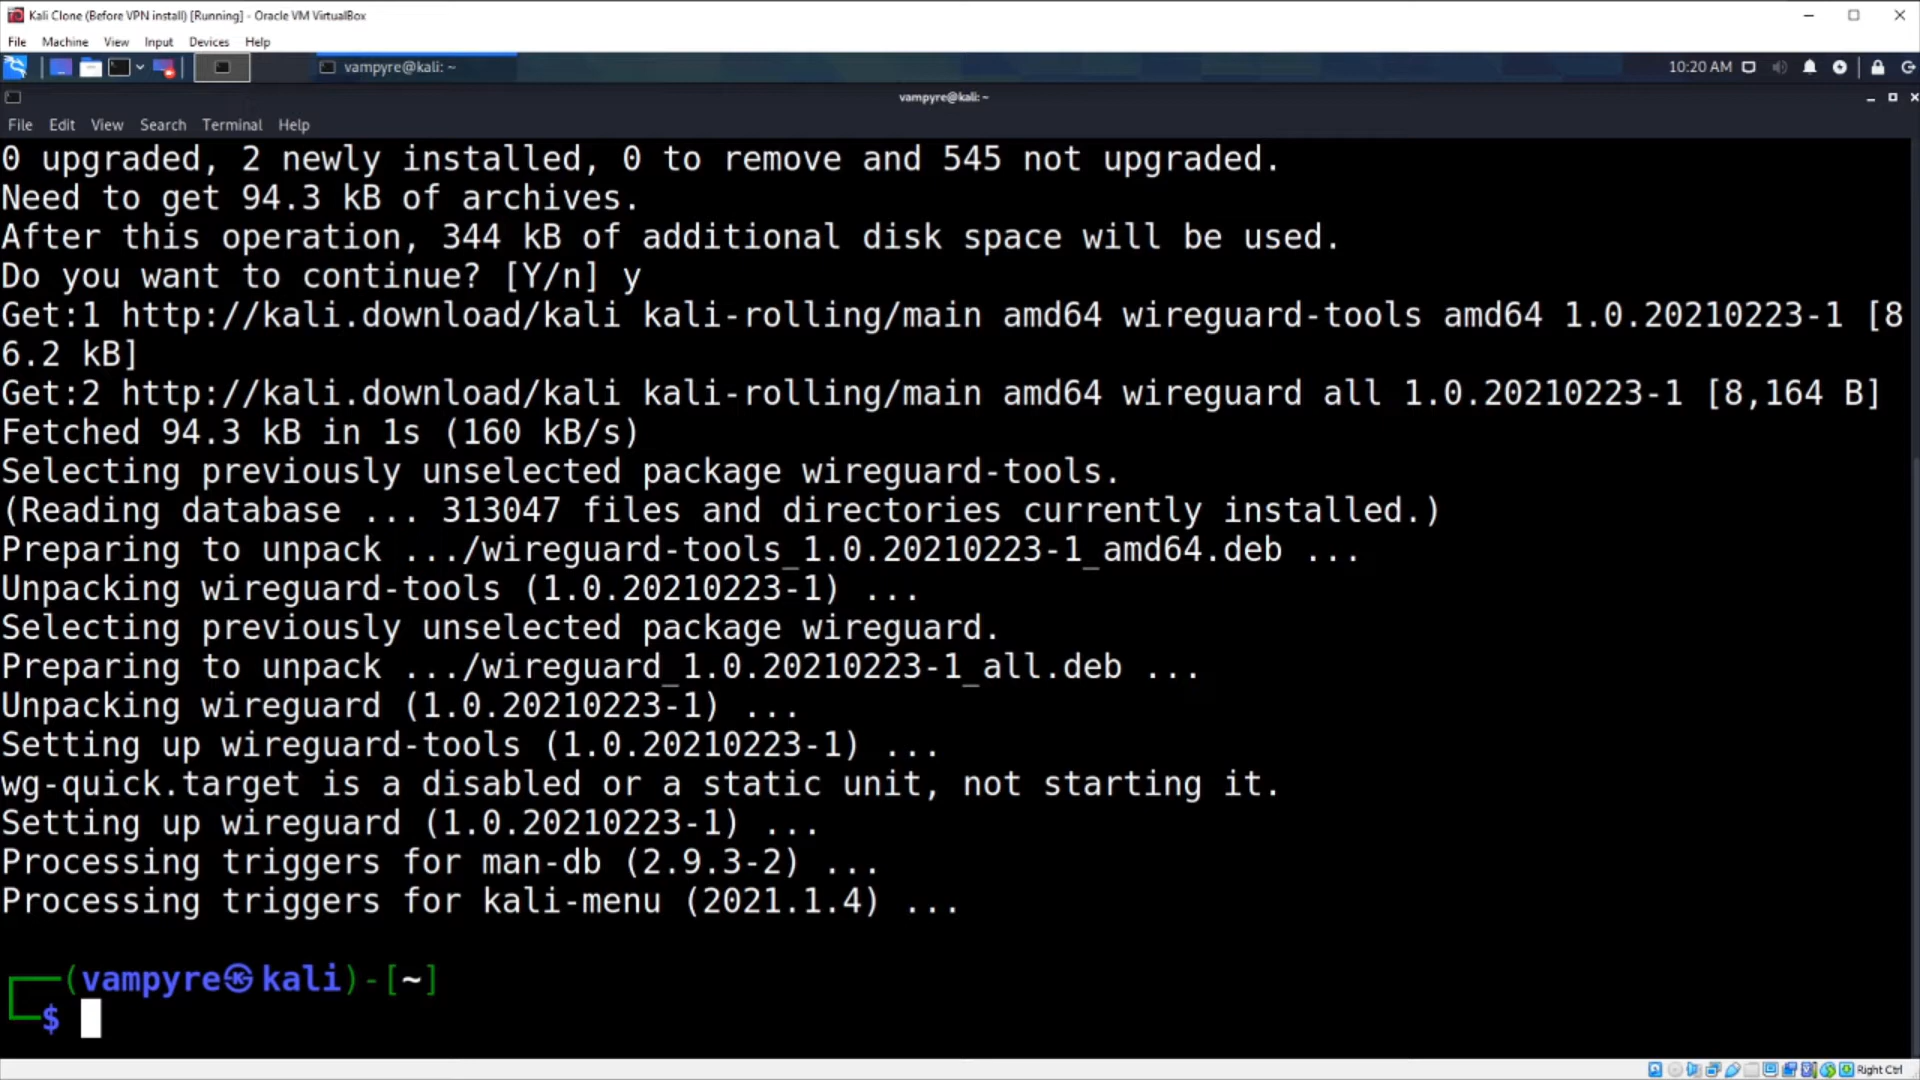 Kali Clone (Before VPN install) [Running] - Oracle VM VirtualBox
File Machine View Input Devices Help
vampyre@kali: ~ 10:20 AM
vampyre@kali: ~
File Edit View Search Terminal Help
0 upgraded, 2 newly installed, 0 to remove and 545 not upgraded.
Need to get 94.3 kB of archives.
After this operation, 344 kB of additional disk space will be used.
Do you want to continue? [Y/n] y
Get:1 http://kali.download/kali kali-rolling/main amd64 wireguard-tools amd64 1.0.20210223-1 [8
6.2 kB]
Get:2 http://kali.download/kali kali-rolling/main amd64 wireguard all 1.0.20210223-1 [8,164 B]
Fetched 94.3 kB in 1s (160 kB/s)
Selecting previously unselected package wireguard-tools.
(Reading database ... 313047 files and directories currently installed.)
Preparing to unpack .../wireguard-tools_1.0.20210223-1_amd64.deb ...
Unpacking wireguard-tools (1.0.20210223-1) ...
Selecting previously unselected package wireguard.
Preparing to unpack .../wireguard_1.0.20210223-1_all.deb ...
Unpacking wireguard (1.0.20210223-1) ...
Setting up wireguard-tools (1.0.20210223-1) ...
wg-quick.target is a disabled or a static unit, not starting it.
Setting up wireguard (1.0.20210223-1) ...
Processing triggers for man-db (2.9.3-2) ...
Processing triggers for kali-menu (2021.1.4) ...
┌──(vampyre㉿kali)-[~]
└─$
Right Ctrl